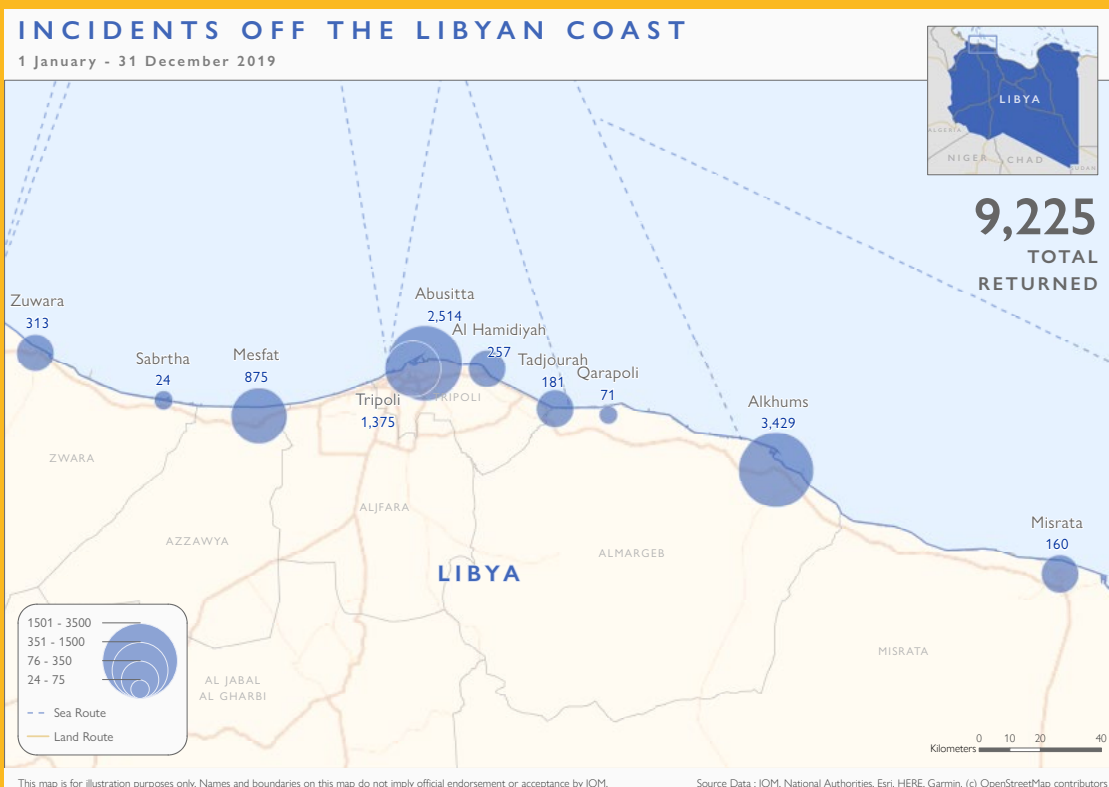 INCIDENTS OFF THE LIBYAN COAST
1 January - 31 December 2019
LIBYA
ALGERIA
NIGER
CHAD
SUDAN
9,225
TOTAL
RETURNED
Zuwara
313
Sabrtha
24
Mesfat
875
Abusitta
2,514
Al Hamidiyah
257
Tadjourah
181
Qarapoli
71
Tripoli
1,375
TRIPOLI
Alkhums
3,429
Misrata
160
ZWARA
ALJFARA
AZZAWYA
ALMARGEB
LIBYA
MISRATA
AL JABAL
AL GHARBI
1501 - 3500
351 - 1500
76 - 350
24 - 75
Sea Route
Land Route
0 10 20 40
Kilometers
This map is for illustration purposes only. Names and boundaries on this map do not imply official endorsement or acceptance by IOM.
Source Data : IOM, National Authorities, Esri, HERE, Garmin, (c) OpenStreetMap contributors